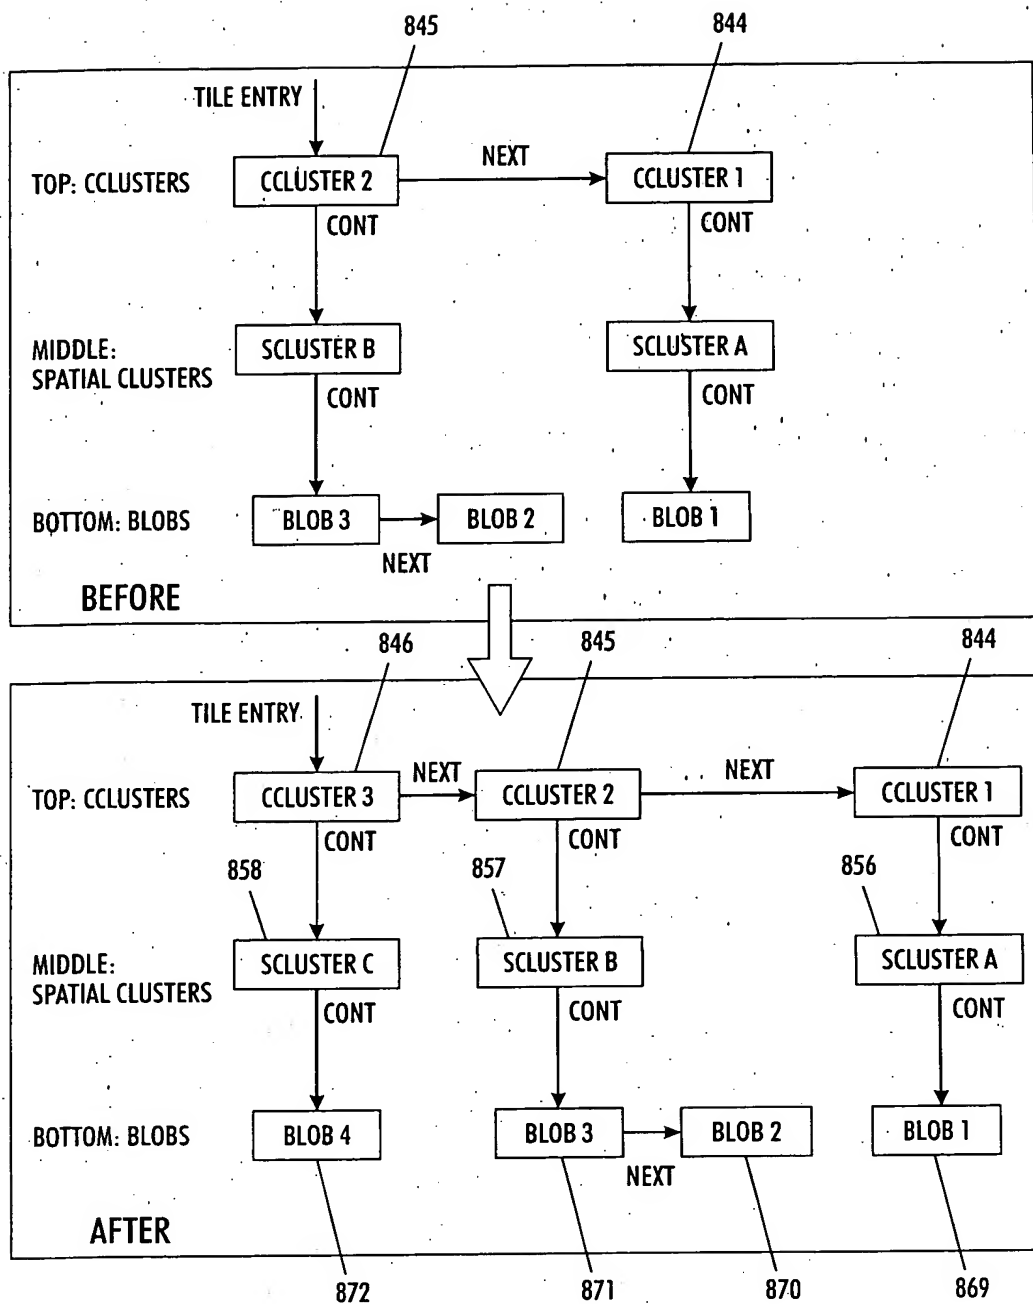 845
844
TILE ENTRY
TOP: CCLUSTERS
CCLUSTER 2
NEXT
CCLUSTER 1
CONT
CONT
MIDDLE:
SPATIAL CLUSTERS
SCLUSTER B
SCLUSTER A
CONT
CONT
BOTTOM: BLOBS
BLOB 3
BLOB 2
BLOB 1
NEXT
BEFORE
846
845
844
TILE ENTRY
TOP: CCLUSTERS
CCLUSTER 3
NEXT
CCLUSTER 2
NEXT
CCLUSTER 1
CONT
CONT
CONT
858
857
856
MIDDLE:
SPATIAL CLUSTERS
SCLUSTER C
SCLUSTER B
SCLUSTER A
CONT
CONT
CONT
BOTTOM: BLOBS
BLOB 4
BLOB 3
BLOB 2
BLOB 1
NEXT
AFTER
872
871
870
869